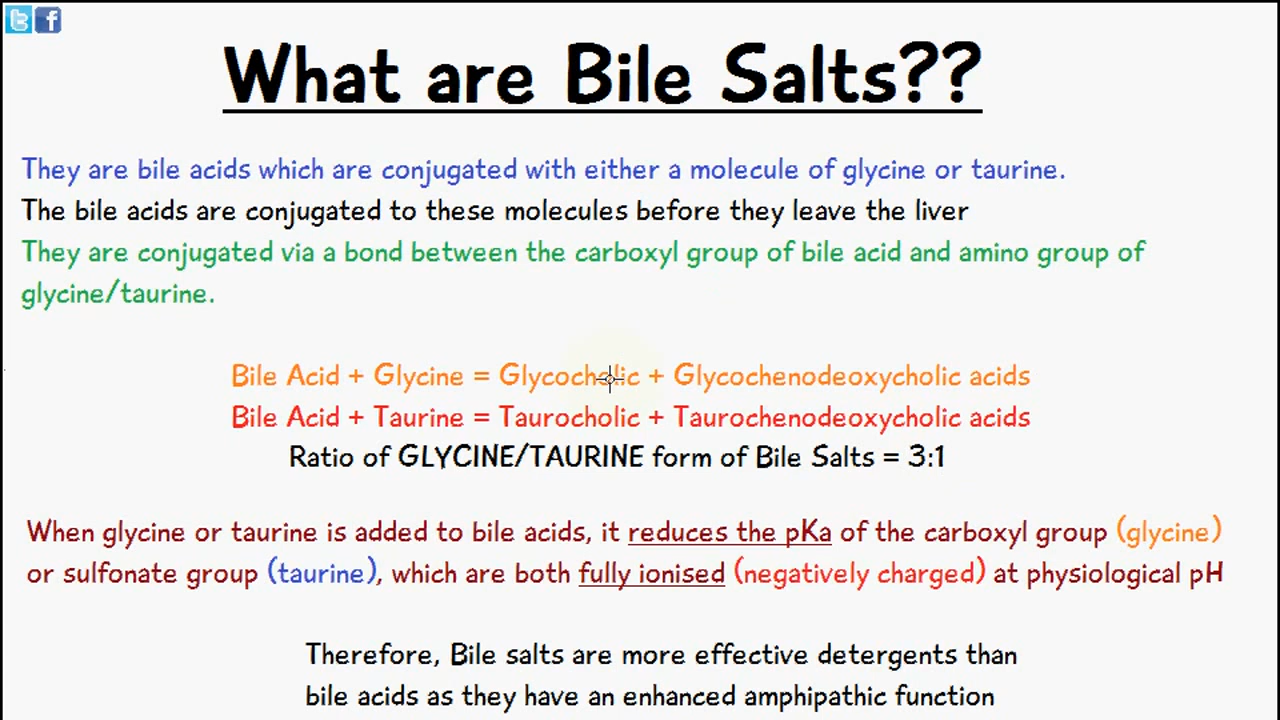 What are Bile Salts??
They are bile acids which are conjugated with either a molecule of glycine or taurine.
The bile acids are conjugated to these molecules before they leave the liver
They are conjugated via a bond between the carboxyl group of bile acid and amino group of
glycine/taurine.
Bile Acid + Glycine = Glycocholic + Glycochenodeoxycholic acids
Bile Acid + Taurine = Taurocholic + Taurochenodeoxycholic acids
Ratio of GLYCINE/TAURINE form of Bile Salts = 3:1
When glycine or taurine is added to bile acids, it reduces the pKa of the carboxyl group (glycine)
or sulfonate group (taurine), which are both fully ionised (negatively charged) at physiological pH
Therefore, Bile salts are more effective detergents than
bile acids as they have an enhanced amphipathic function